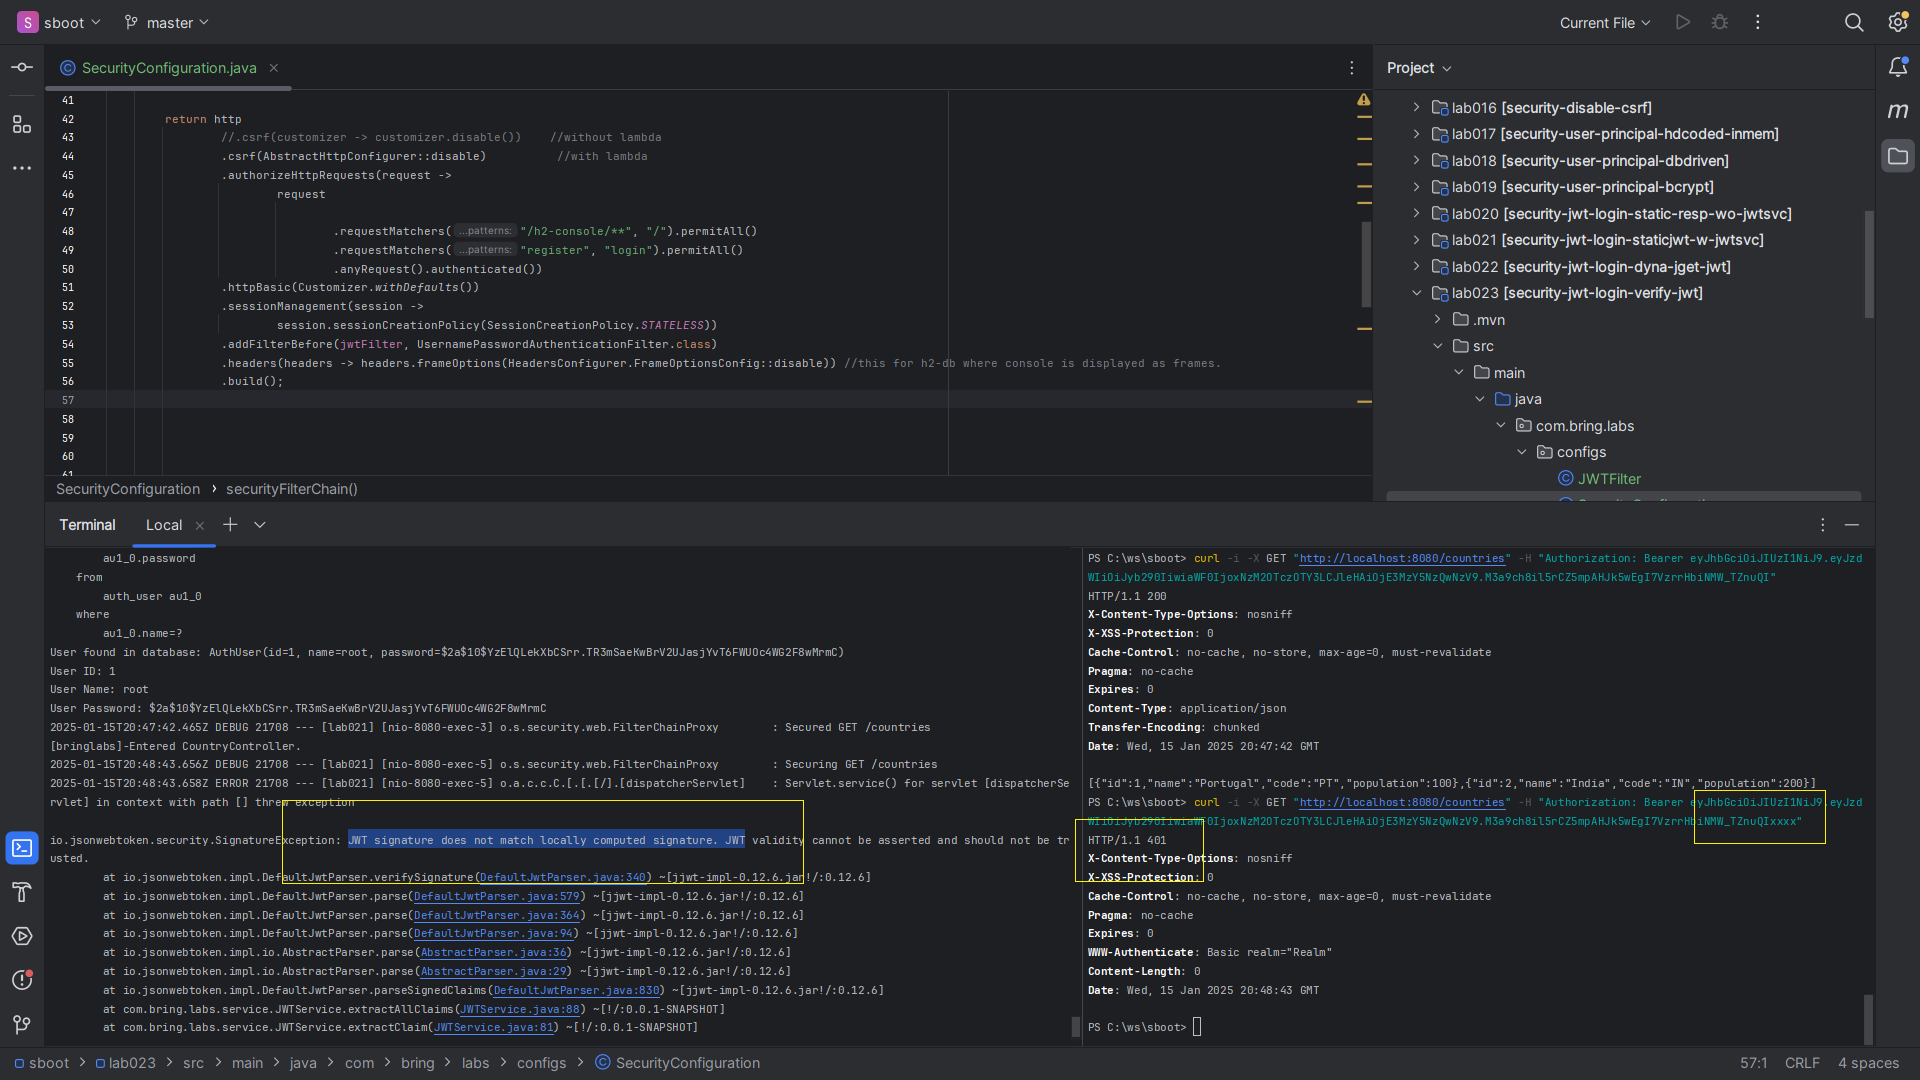 S sboot master Current File
SecurityConfiguration.java
Project
41
42 return http
43 //.csrf(customizer -> customizer.disable()) //without lambda
44 .csrf(AbstractHttpConfigurer::disable) //with lambda
45 .authorizeHttpRequests(request ->
46 request
47
48 .requestMatchers( ...patterns: "/h2-console/**", "/").permitAll()
49 .requestMatchers( ...patterns: "register", "login").permitAll()
50 .anyRequest().authenticated())
51 .httpBasic(Customizer.withDefaults())
52 .sessionManagement(session ->
53 session.sessionCreationPolicy(SessionCreationPolicy.STATELESS))
54 .addFilterBefore(jwtFilter, UsernamePasswordAuthenticationFilter.class)
55 .headers(headers -> headers.frameOptions(HeadersConfigurer.FrameOptionsConfig::disable)) //this for h2-db where console is displayed as frames.
56 .build();
57
58
59
60
61
SecurityConfiguration › securityFilterChain()
lab016 [security-disable-csrf]
lab017 [security-user-principal-hdcoded-inmem]
lab018 [security-user-principal-dbdriven]
lab019 [security-user-principal-bcrypt]
lab020 [security-jwt-login-static-resp-wo-jwtsvc]
lab021 [security-jwt-login-staticjwt-w-jwtsvc]
lab022 [security-jwt-login-dyna-jget-jwt]
lab023 [security-jwt-login-verify-jwt]
.mvn
src
main
java
com.bring.labs
configs
JWTFilter
m
Terminal Local
au1_0.password
from
auth_user au1_0
where
au1_0.name=?
User found in database: AuthUser(id=1, name=root, password=$2a$10$YzElQLekXbCSrr.TR3mSaeKwBrV2UJasjYvT6FWUOc4WG2F8wMrmC)
User ID: 1
User Name: root
User Password: $2a$10$YzElQLekXbCSrr.TR3mSaeKwBrV2UJasjYvT6FWUOc4WG2F8wMrmC
2025-01-15T20:47:42.465Z DEBUG 21708 --- [lab021] [nio-8080-exec-3] o.s.security.web.FilterChainProxy : Secured GET /countries
[bringlabs]-Entered CountryController.
2025-01-15T20:48:43.656Z DEBUG 21708 --- [lab021] [nio-8080-exec-5] o.s.security.web.FilterChainProxy : Securing GET /countries
2025-01-15T20:48:43.658Z ERROR 21708 --- [lab021] [nio-8080-exec-5] o.a.c.c.C.[.[.[/].[dispatcherServlet] : Servlet.service() for servlet [dispatcherSe
rvlet] in context with path [] threw exception
io.jsonwebtoken.security.SignatureException: JWT signature does not match locally computed signature. JWT validity cannot be asserted and should not be tr
usted.
at io.jsonwebtoken.impl.DefaultJwtParser.verifySignature(DefaultJwtParser.java:340) ~[jjwt-impl-0.12.6.jar!/:0.12.6]
at io.jsonwebtoken.impl.DefaultJwtParser.parse(DefaultJwtParser.java:579) ~[jjwt-impl-0.12.6.jar!/:0.12.6]
at io.jsonwebtoken.impl.DefaultJwtParser.parse(DefaultJwtParser.java:364) ~[jjwt-impl-0.12.6.jar!/:0.12.6]
at io.jsonwebtoken.impl.DefaultJwtParser.parse(DefaultJwtParser.java:94) ~[jjwt-impl-0.12.6.jar!/:0.12.6]
at io.jsonwebtoken.impl.io.AbstractParser.parse(AbstractParser.java:36) ~[jjwt-impl-0.12.6.jar!/:0.12.6]
at io.jsonwebtoken.impl.io.AbstractParser.parse(AbstractParser.java:29) ~[jjwt-impl-0.12.6.jar!/:0.12.6]
at io.jsonwebtoken.impl.DefaultJwtParser.parseSignedClaims(DefaultJwtParser.java:830) ~[jjwt-impl-0.12.6.jar!/:0.12.6]
at com.bring.labs.service.JWTService.extractAllClaims(JWTService.java:88) ~[!/:0.0.1-SNAPSHOT]
at com.bring.labs.service.JWTService.extractClaim(JWTService.java:81) ~[!/:0.0.1-SNAPSHOT]
PS C:\ws\sboot> curl -i -X GET "http://localhost:8080/countries" -H "Authorization: Bearer eyJhbGciOiJIUzI1NiJ9.eyJzd
WIiOiJyb290IiwiaWF0IjoxNzM2OTczOTY3LCJleHAiOjE3MzY5NzQwNzV9.M3a9ch8il5rCZ5mpAHJk5wEgI7VzrrHbiNMW_TZnuQI"
HTTP/1.1 200
X-Content-Type-Options: nosniff
X-XSS-Protection: 0
Cache-Control: no-cache, no-store, max-age=0, must-revalidate
Pragma: no-cache
Expires: 0
Content-Type: application/json
Transfer-Encoding: chunked
Date: Wed, 15 Jan 2025 20:47:42 GMT
[{"id":1,"name":"Portugal","code":"PT","population":100},{"id":2,"name":"India","code":"IN","population":200}]
PS C:\ws\sboot> curl -i -X GET "http://localhost:8080/countries" -H "Authorization: Bearer eyJhbGciOiJIUzI1NiJ9.eyJzd
WIiOiJyb290IiwiaWF0IjoxNzM2OTczOTY3LCJleHAiOjE3MzY5NzQwNzV9.M3a9ch8il5rCZ5mpAHJk5wEgI7VzrrHbiNMW_TZnuQIxxxx"
HTTP/1.1 401
X-Content-Type-Options: nosniff
X-XSS-Protection: 0
Cache-Control: no-cache, no-store, max-age=0, must-revalidate
Pragma: no-cache
Expires: 0
WWW-Authenticate: Basic realm="Realm"
Content-Length: 0
Date: Wed, 15 Jan 2025 20:48:43 GMT
PS C:\ws\sboot>
sboot > lab023 > src > main > java > com > bring > labs > configs > SecurityConfiguration 57:1 CRLF 4 spaces